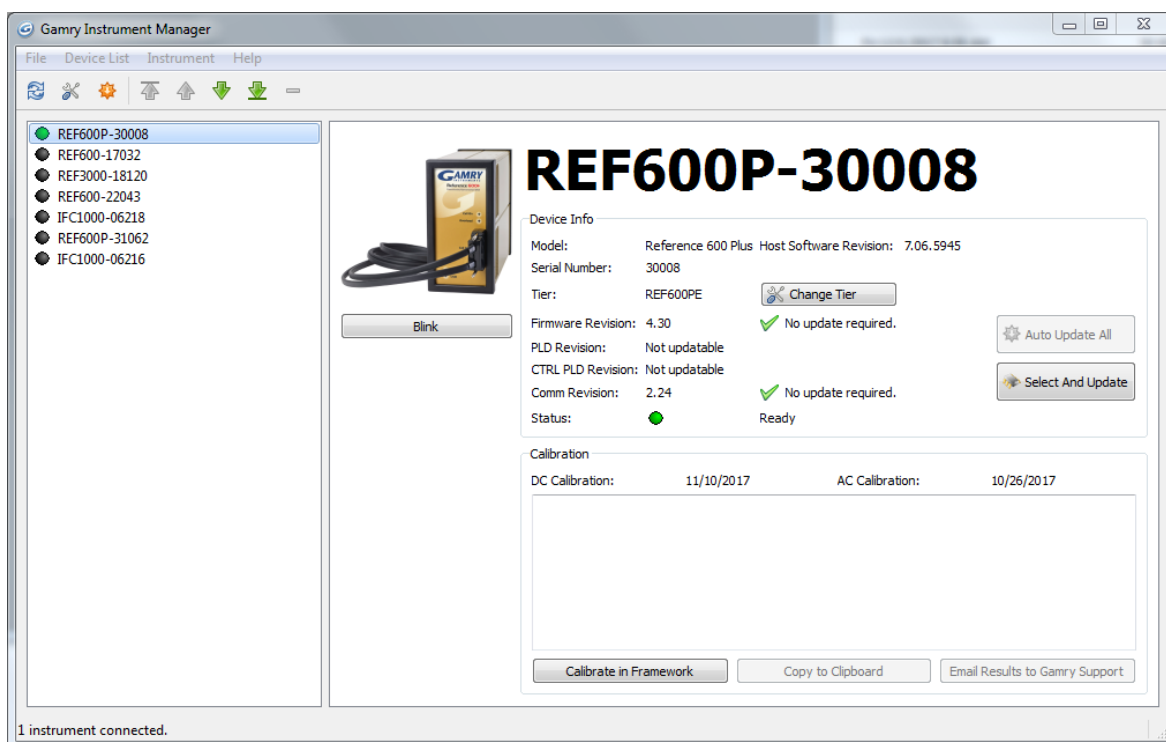 Gamry Instrument Manager
File Device List Instrument Help
REF600P-30008
REF600-17032
REF3000-18120
REF600-22043
IFC1000-06218
REF600P-31062
IFC1000-06216
GAMRY
Blink
REF600P-30008
Device Info
Model: Reference 600 Plus Host Software Revision: 7.06.5945
Serial Number: 30008
Tier: REF600PE Change Tier
Firmware Revision: 4.30 No update required.
Auto Update All
PLD Revision: Not updatable
CTRL PLD Revision: Not updatable
Select And Update
Comm Revision: 2.24 No update required.
Status: Ready
Calibration
DC Calibration: 11/10/2017 AC Calibration: 10/26/2017
Calibrate in Framework Copy to Clipboard Email Results to Gamry Support
1 instrument connected.